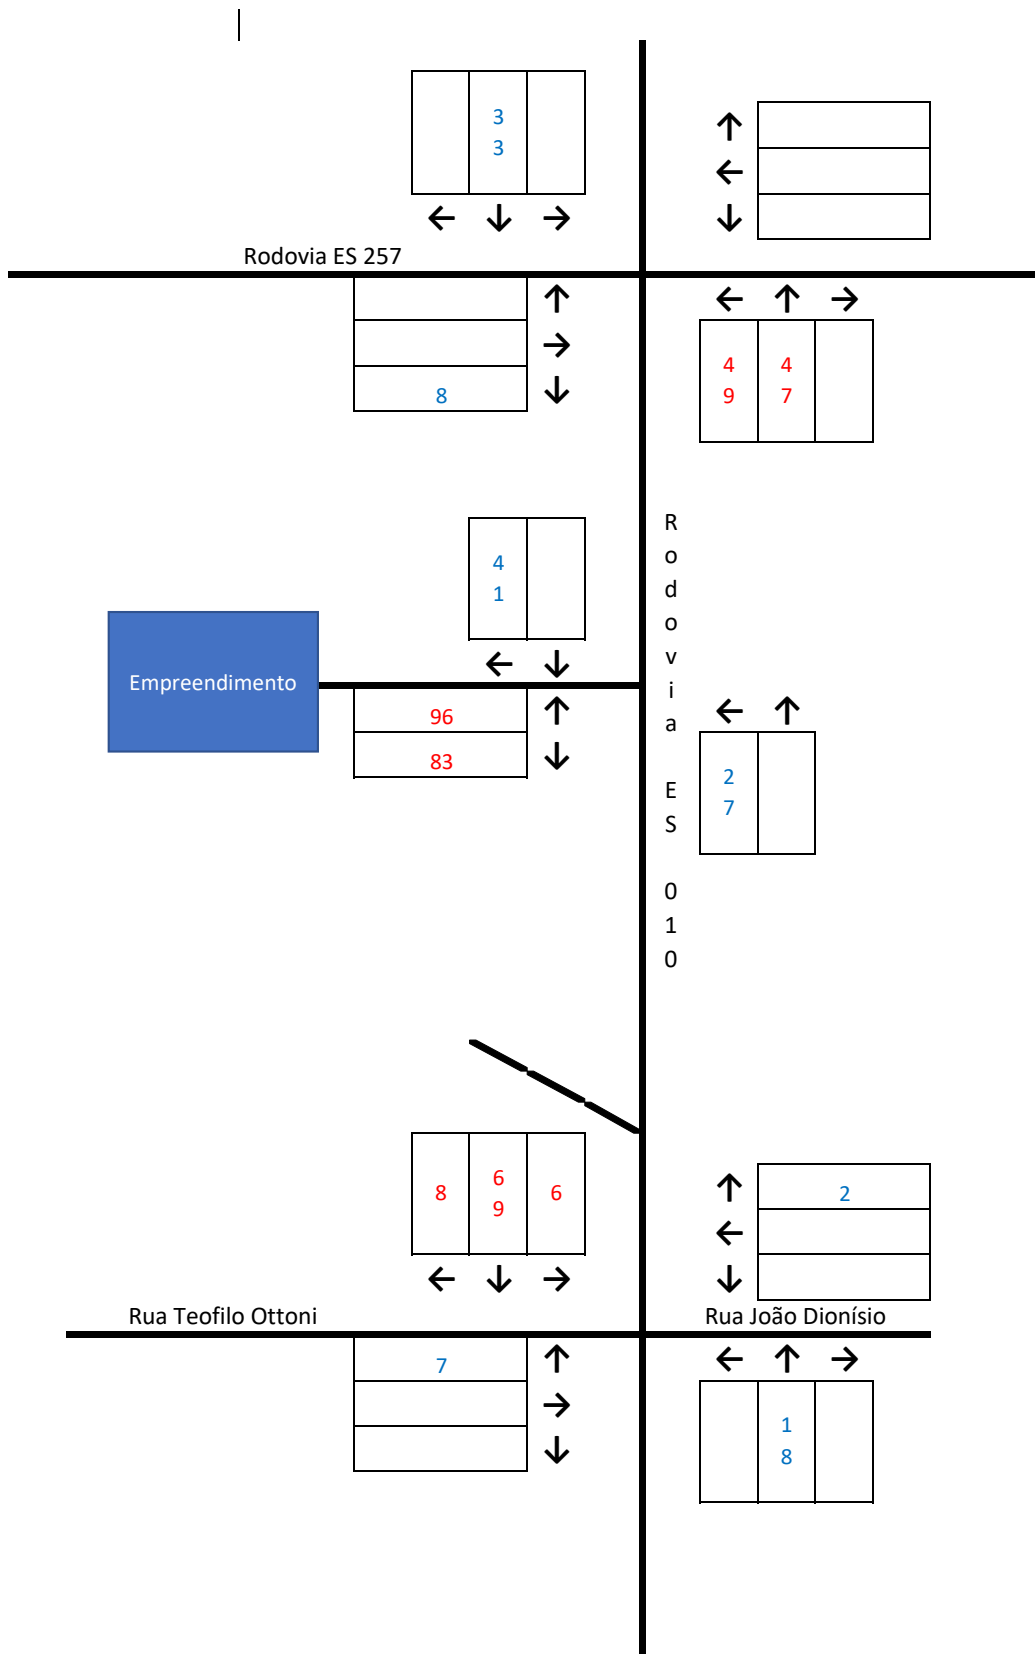 3
3
← ↓ →
↑
←
↓
Rodovia ES 257
↑
→
8 ↓
← ↑ →
4 4
9 7
4
1
← ↓
Empreendimento
96 ↑
83 ↓
R
o
d
o
v
i
a
E
S
0
1
0
← ↑
2
7
8 6 6
9
← ↓ →
↑ 2
←
↓
Rua Teofilo Ottoni
Rua João Dionísio
7 ↑
→
↓
← ↑ →
1
8